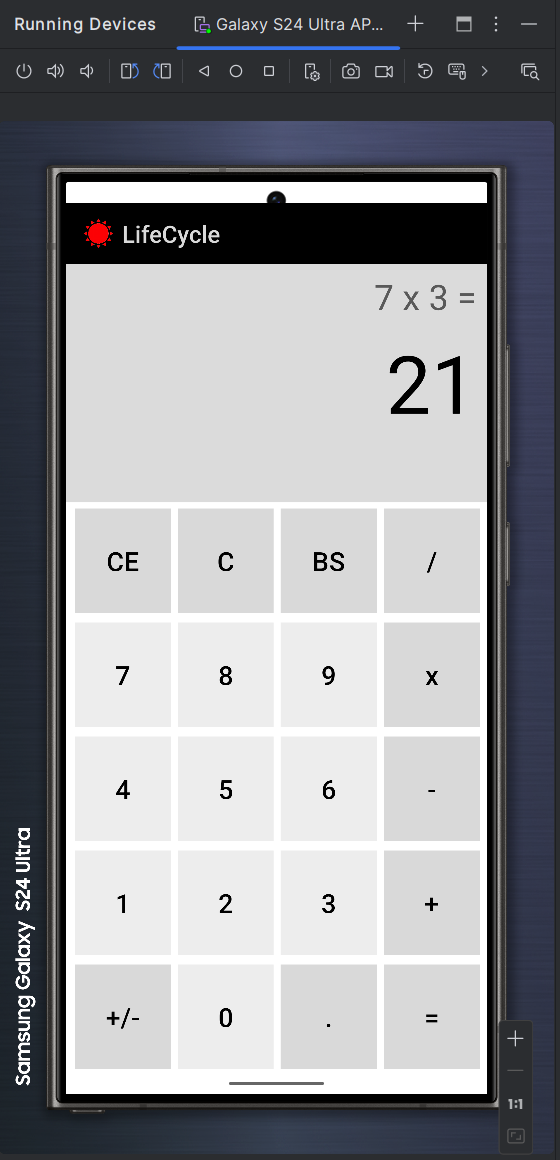 Running Devices
Galaxy S24 Ultra AP...
LifeCycle
7 x 3 =
21
CE C BS /
7 8 9 x
4 5 6 -
1 2 3 +
+/- 0 . =
Samsung Galaxy S24 Ultra
1:1